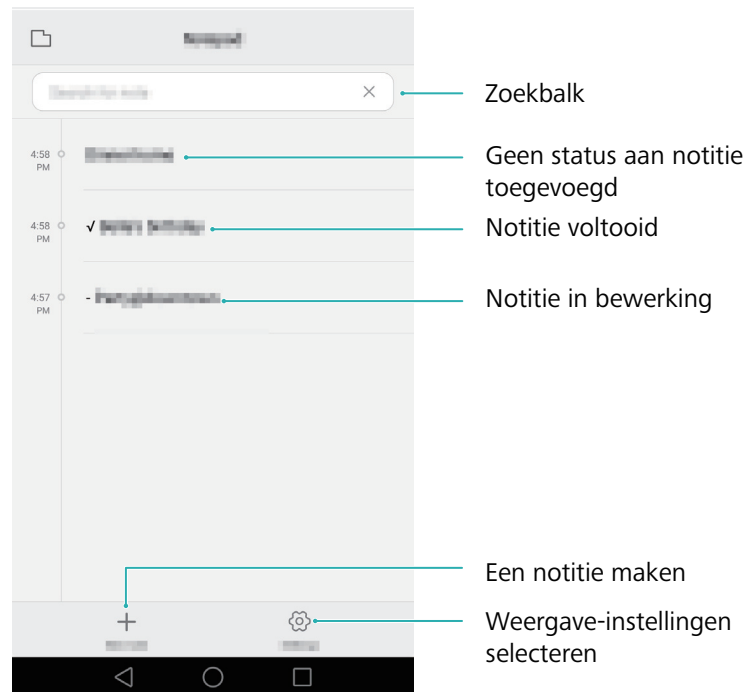 Zoekbalk
4:58
PM
Geen status aan notitie
toegevoegd
4:58
PM
√
Notitie voltooid
4:57
PM
-
Notitie in bewerking
Een notitie maken
Weergave-instellingen
selecteren